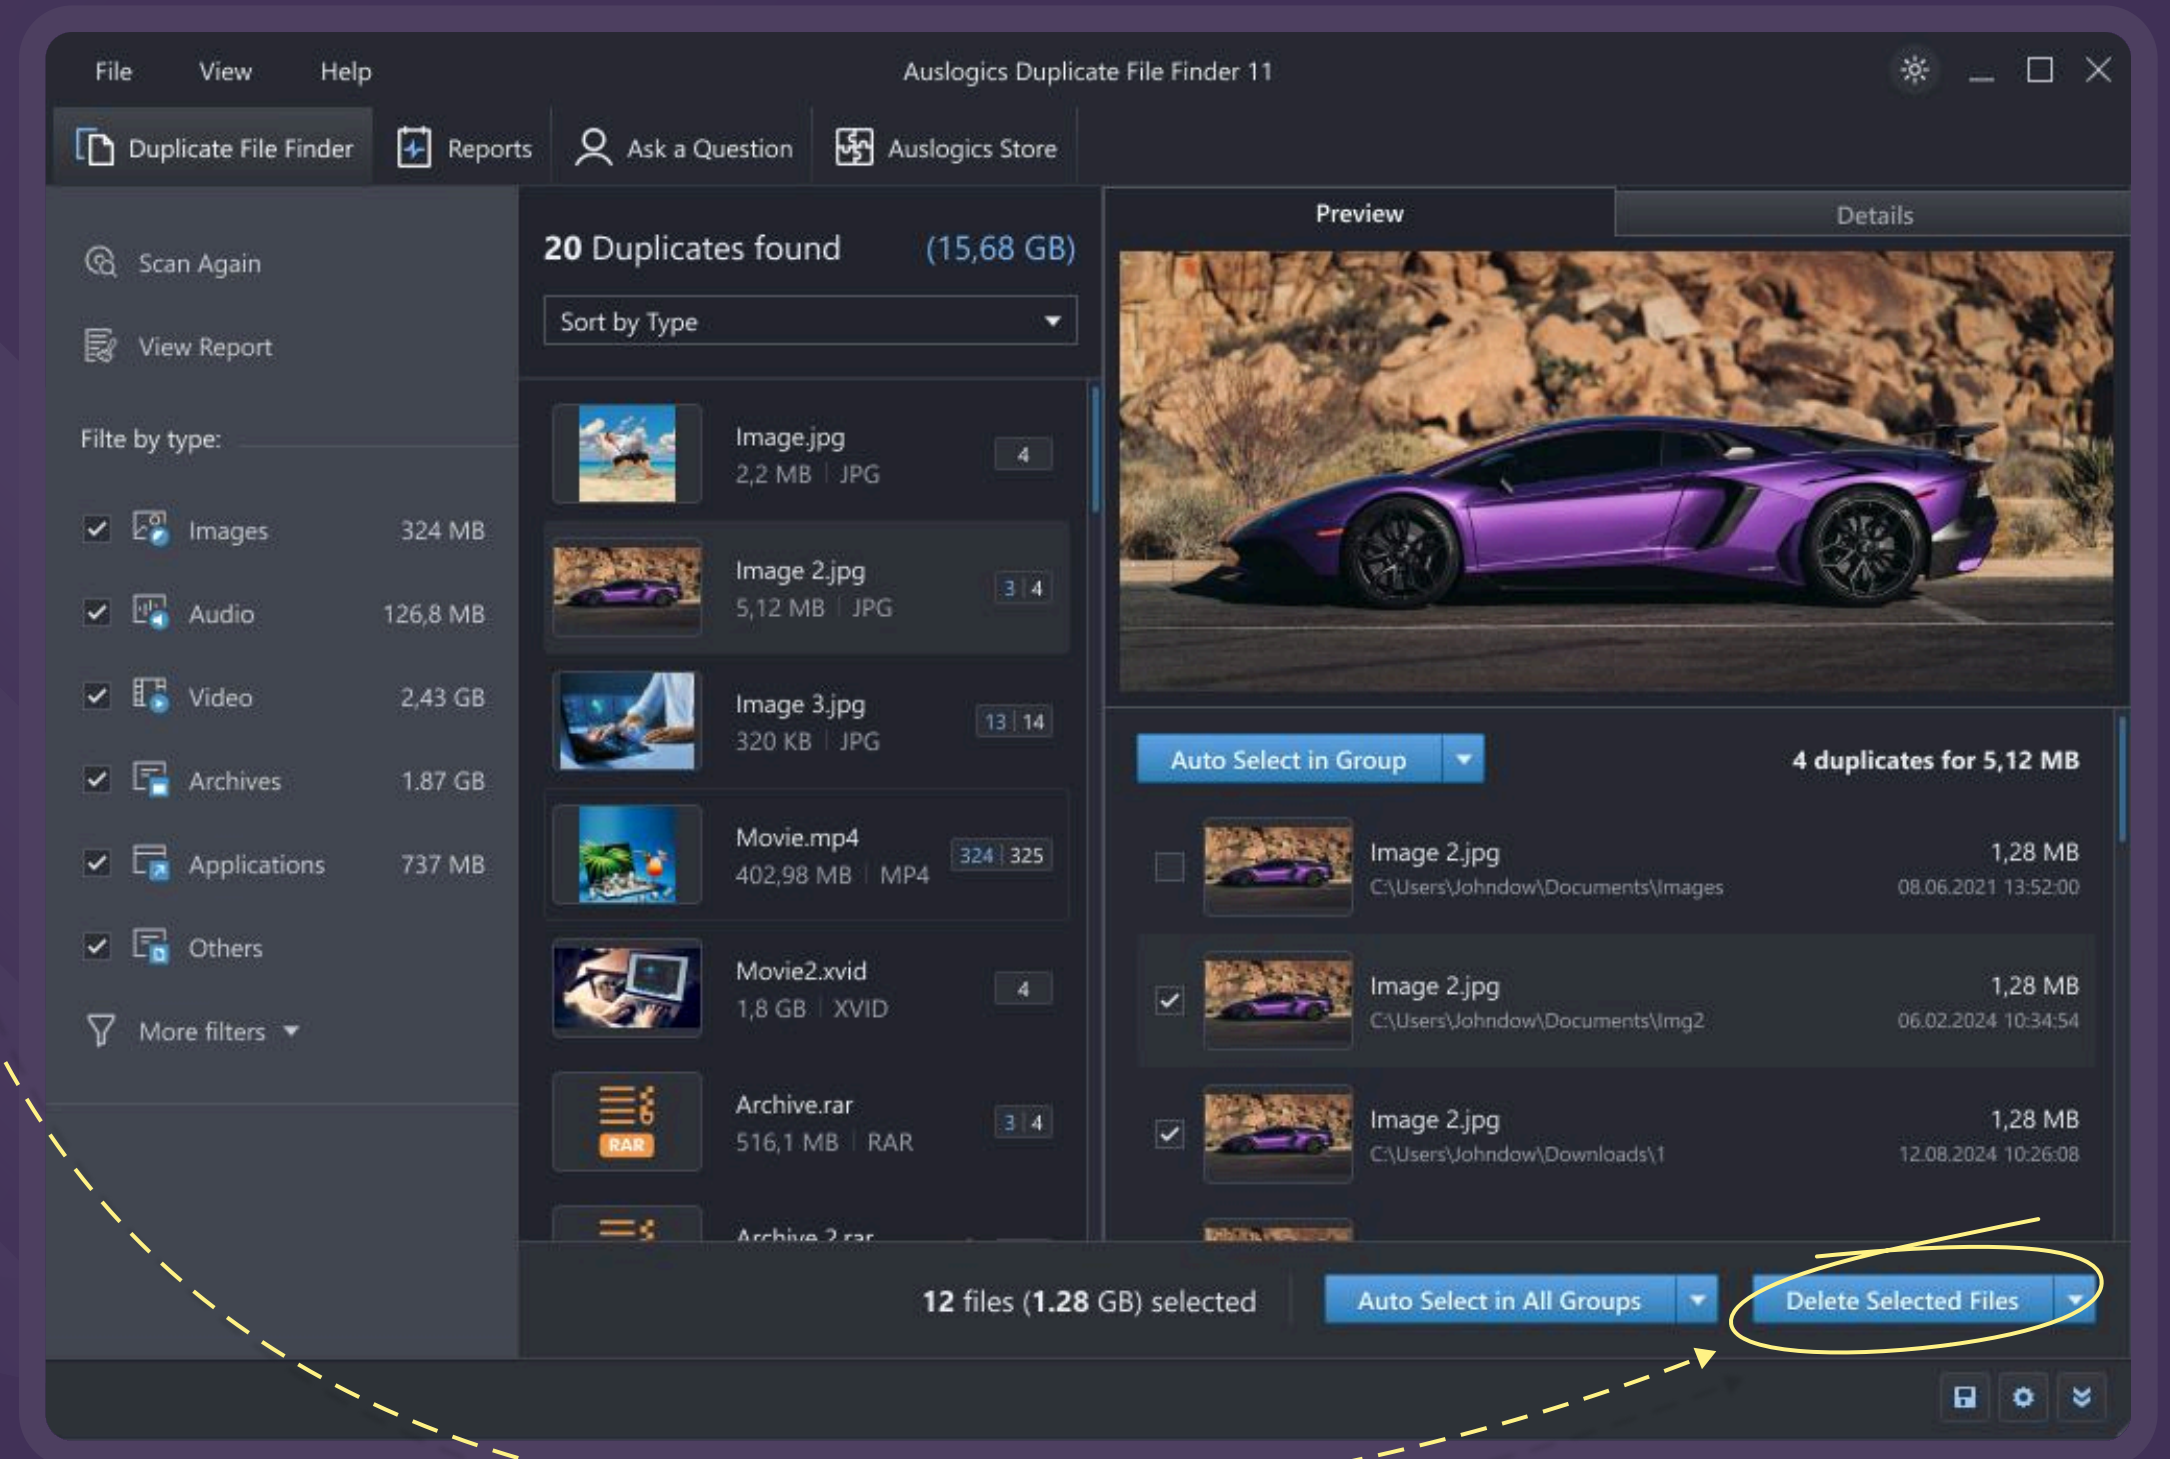 File View Help Auslogics Duplicate File Finder 11
Duplicate File Finder Reports Ask a Question Auslogics Store
Scan Again
View Report
Filte by type:
Images 324 MB
Audio 126,8 MB
Video 2,43 GB
Archives 1.87 GB
Applications 737 MB
Others
More filters
20 Duplicates found (15,68 GB)
Sort by Type
Image.jpg
2,2 MB | JPG
4
Image 2.jpg
5,12 MB | JPG
3 | 4
Image 3.jpg
320 KB | JPG
13 | 14
Movie.mp4
402,98 MB | MP4
324 | 325
Movie2.xvid
1,8 GB | XVID
4
RAR
Archive.rar
516,1 MB | RAR
3 | 4
Archive 2.rar
Preview Details
Auto Select in Group 4 duplicates for 5,12 MB
Image 2.jpg 1,28 MB
C:\Users\Johndow\Documents\Images 08.06.2021 13:52:00
Image 2.jpg 1,28 MB
C:\Users\Johndow\Documents\Img2 06.02.2024 10:34:54
Image 2.jpg 1,28 MB
C:\Users\Johndow\Downloads\1 12.08.2024 10:26:08
12 files (1.28 GB) selected Auto Select in All Groups Delete Selected Files